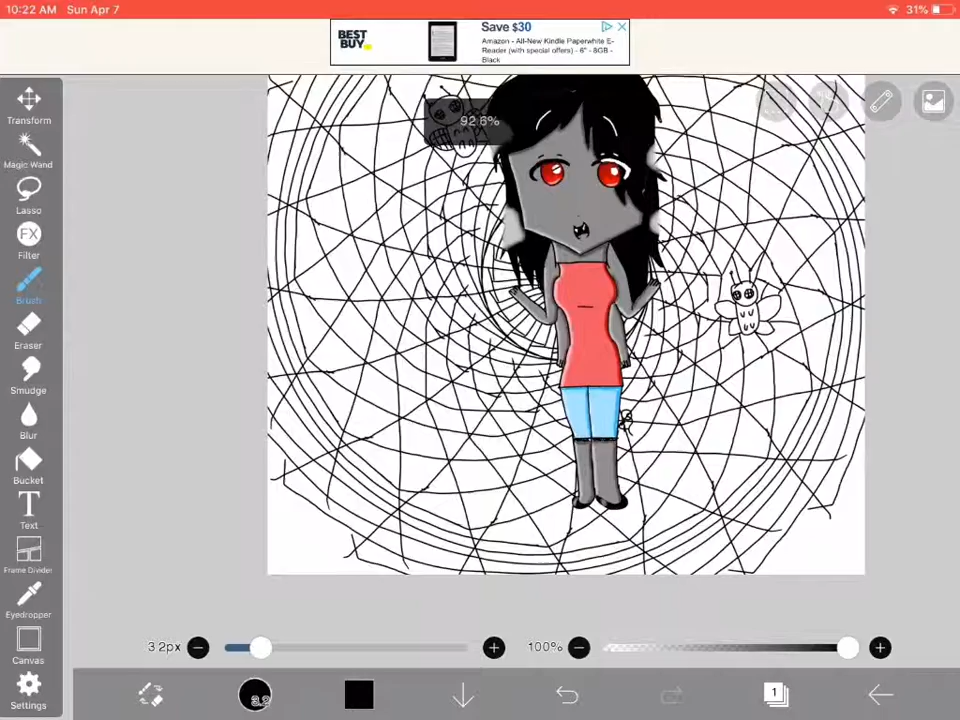 10:22 AM Sun Apr 7
31%
BEST
BUY
Save $30
Amazon - All-New Kindle Paperwhite E-
Reader (with special offers) - 6" - 8GB -
Black
92.6%
Transform
Magic Wand
Lasso
FX
Filter
Brush
Eraser
Smudge
Blur
Bucket
T
Text
Frame Divider
Eyedropper
Canvas
Settings
3.2px
100%
3.2
1